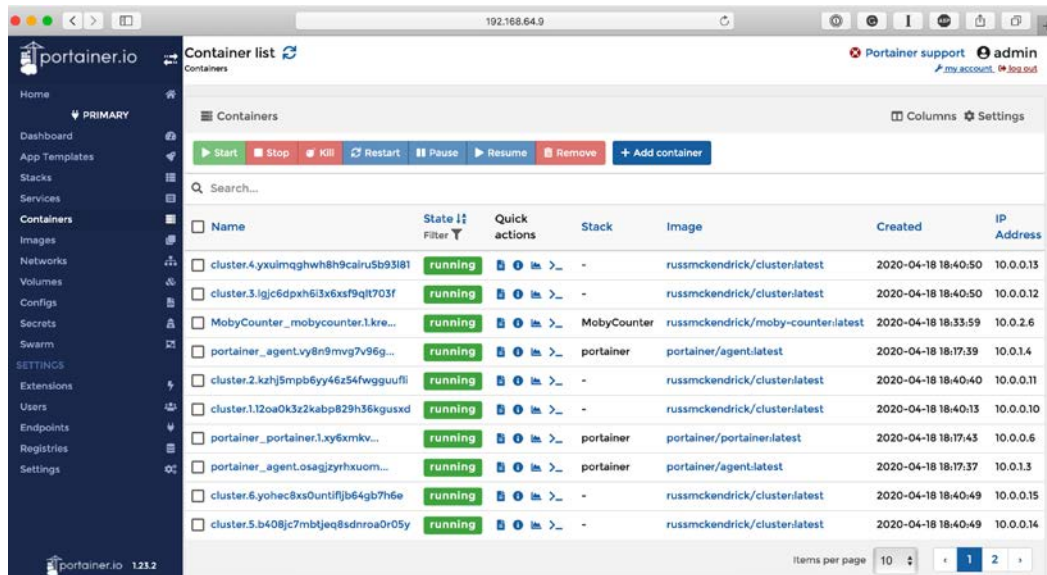 192.168.64.9
portainer.io
Container list
Containers
Portainer support admin
my account log out
Home
PRIMARY
Dashboard
App Templates
Stacks
Services
Containers
Images
Networks
Volumes
Configs
Secrets
Swarm
SETTINGS
Extensions
Users
Endpoints
Registries
Settings
portainer.io 1.23.2
Containers Columns Settings
Start Stop Kill Restart Pause Resume Remove + Add container
Search...
Name State Filter Quick actions Stack Image Created IP Address
cluster.4.yxuimqghwh8h9cairu5b93l81 running - russmckendrick/cluster:latest 2020-04-18 18:40:50 10.0.0.13
cluster.3.lgjc6dpxh6i3x6xsf9qlt703f running - russmckendrick/cluster:latest 2020-04-18 18:40:50 10.0.0.12
MobyCounter_mobycounter.1.kre... running MobyCounter russmckendrick/moby-counter:latest 2020-04-18 18:33:59 10.0.2.6
portainer_agent.vy8n9mvg7v96g... running portainer portainer/agent:latest 2020-04-18 18:17:39 10.0.1.4
cluster.2.kzhj5mpb6yy46z54fwgguufli running - russmckendrick/cluster:latest 2020-04-18 18:40:40 10.0.0.11
cluster.1.12oa0k3z2kabp829h36kgusxd running - russmckendrick/cluster:latest 2020-04-18 18:40:13 10.0.0.10
portainer_portainer.1.xy6xmkv... running portainer portainer/portainer:latest 2020-04-18 18:17:43 10.0.0.6
portainer_agent.osagjzyrhxuom... running portainer portainer/agent:latest 2020-04-18 18:17:37 10.0.1.3
cluster.6.yohec8xs0untifljb64gb7h6e running - russmckendrick/cluster:latest 2020-04-18 18:40:49 10.0.0.15
cluster.5.b408jc7mbtjeq8sdnroa0r05y running - russmckendrick/cluster:latest 2020-04-18 18:40:49 10.0.0.14
Items per page 10 1 2